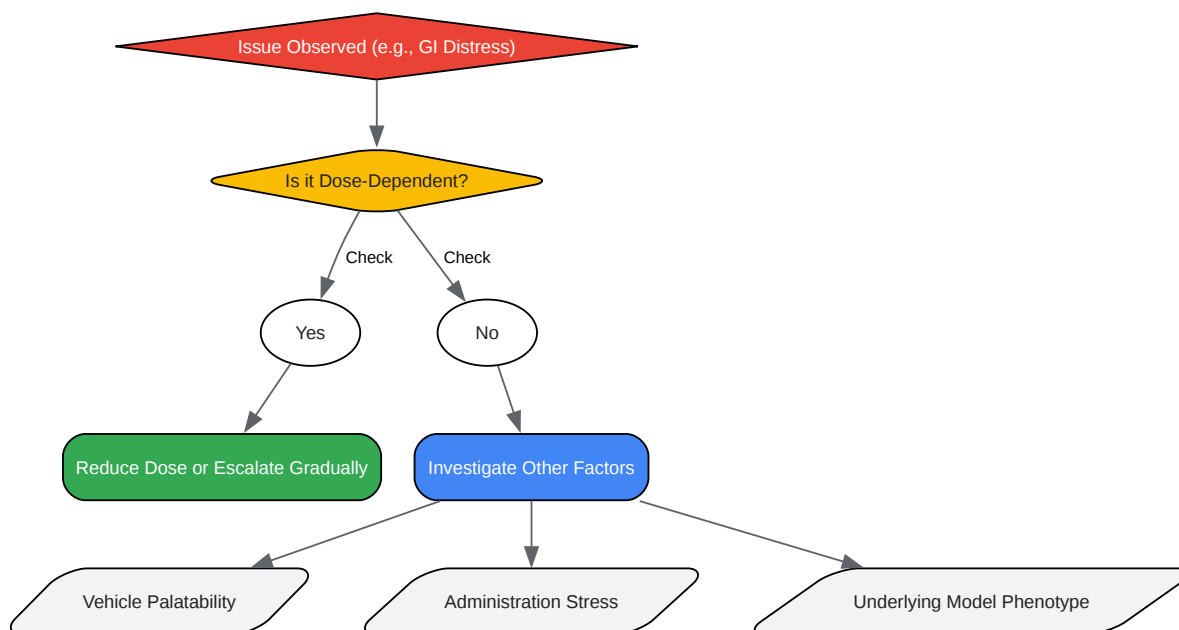 Issue Observed (e.g., GI Distress)
Is it Dose-Dependent?
Check
Check
Yes
No
Reduce Dose or Escalate Gradually
Investigate Other Factors
Vehicle Palatability
Administration Stress
Underlying Model Phenotype